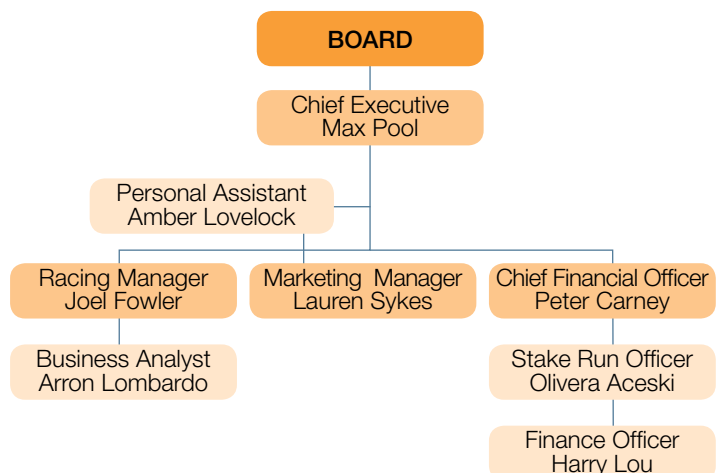 BOARD
Chief Executive
Max Pool
Personal Assistant
Amber Lovelock
Racing Manager
Joel Fowler
Marketing Manager
Lauren Sykes
Chief Financial Officer
Peter Carney
Business Analyst
Arron Lombardo
Stake Run Officer
Olivera Aceski
Finance Officer
Harry Lou